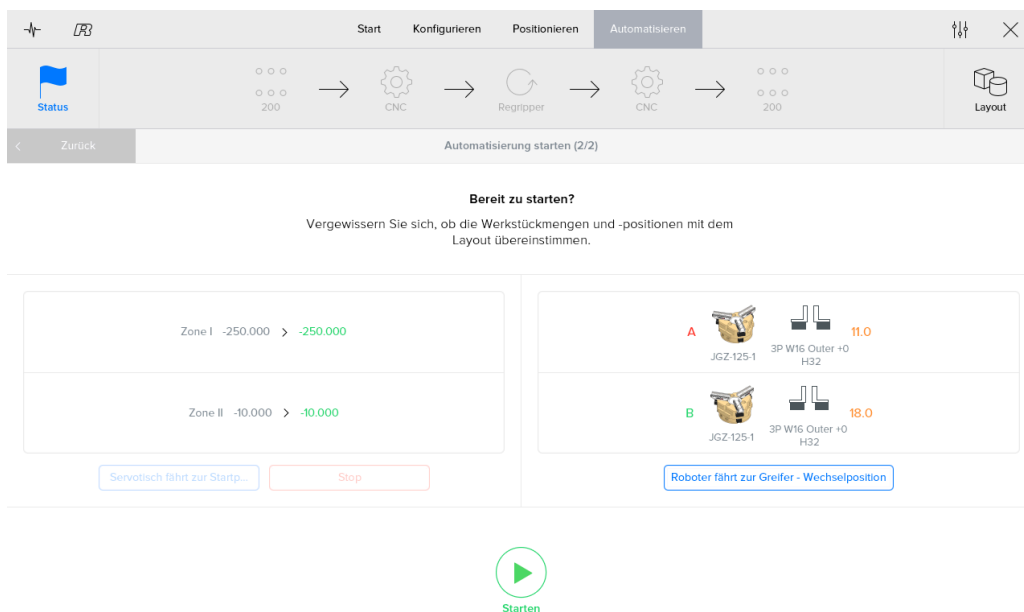 Start Konfigurieren Positionieren Automatisieren
Status
200 CNC Regripper CNC 200
Layout
Zurück
Automatisierung starten (2/2)
Bereit zu starten?
Vergewissern Sie sich, ob die Werkstückmengen und -positionen mit dem
Layout übereinstimmen.
Zone I -250.000 > -250.000
Zone II -10.000 > -10.000
Servotisch fährt zur Startp...
Stop
A
JGZ-125-1
3P W16 Outer +0
H32
11.0
B
JGZ-125-1
3P W16 Outer +0
H32
18.0
Roboter fährt zur Greifer - Wechselposition
Starten